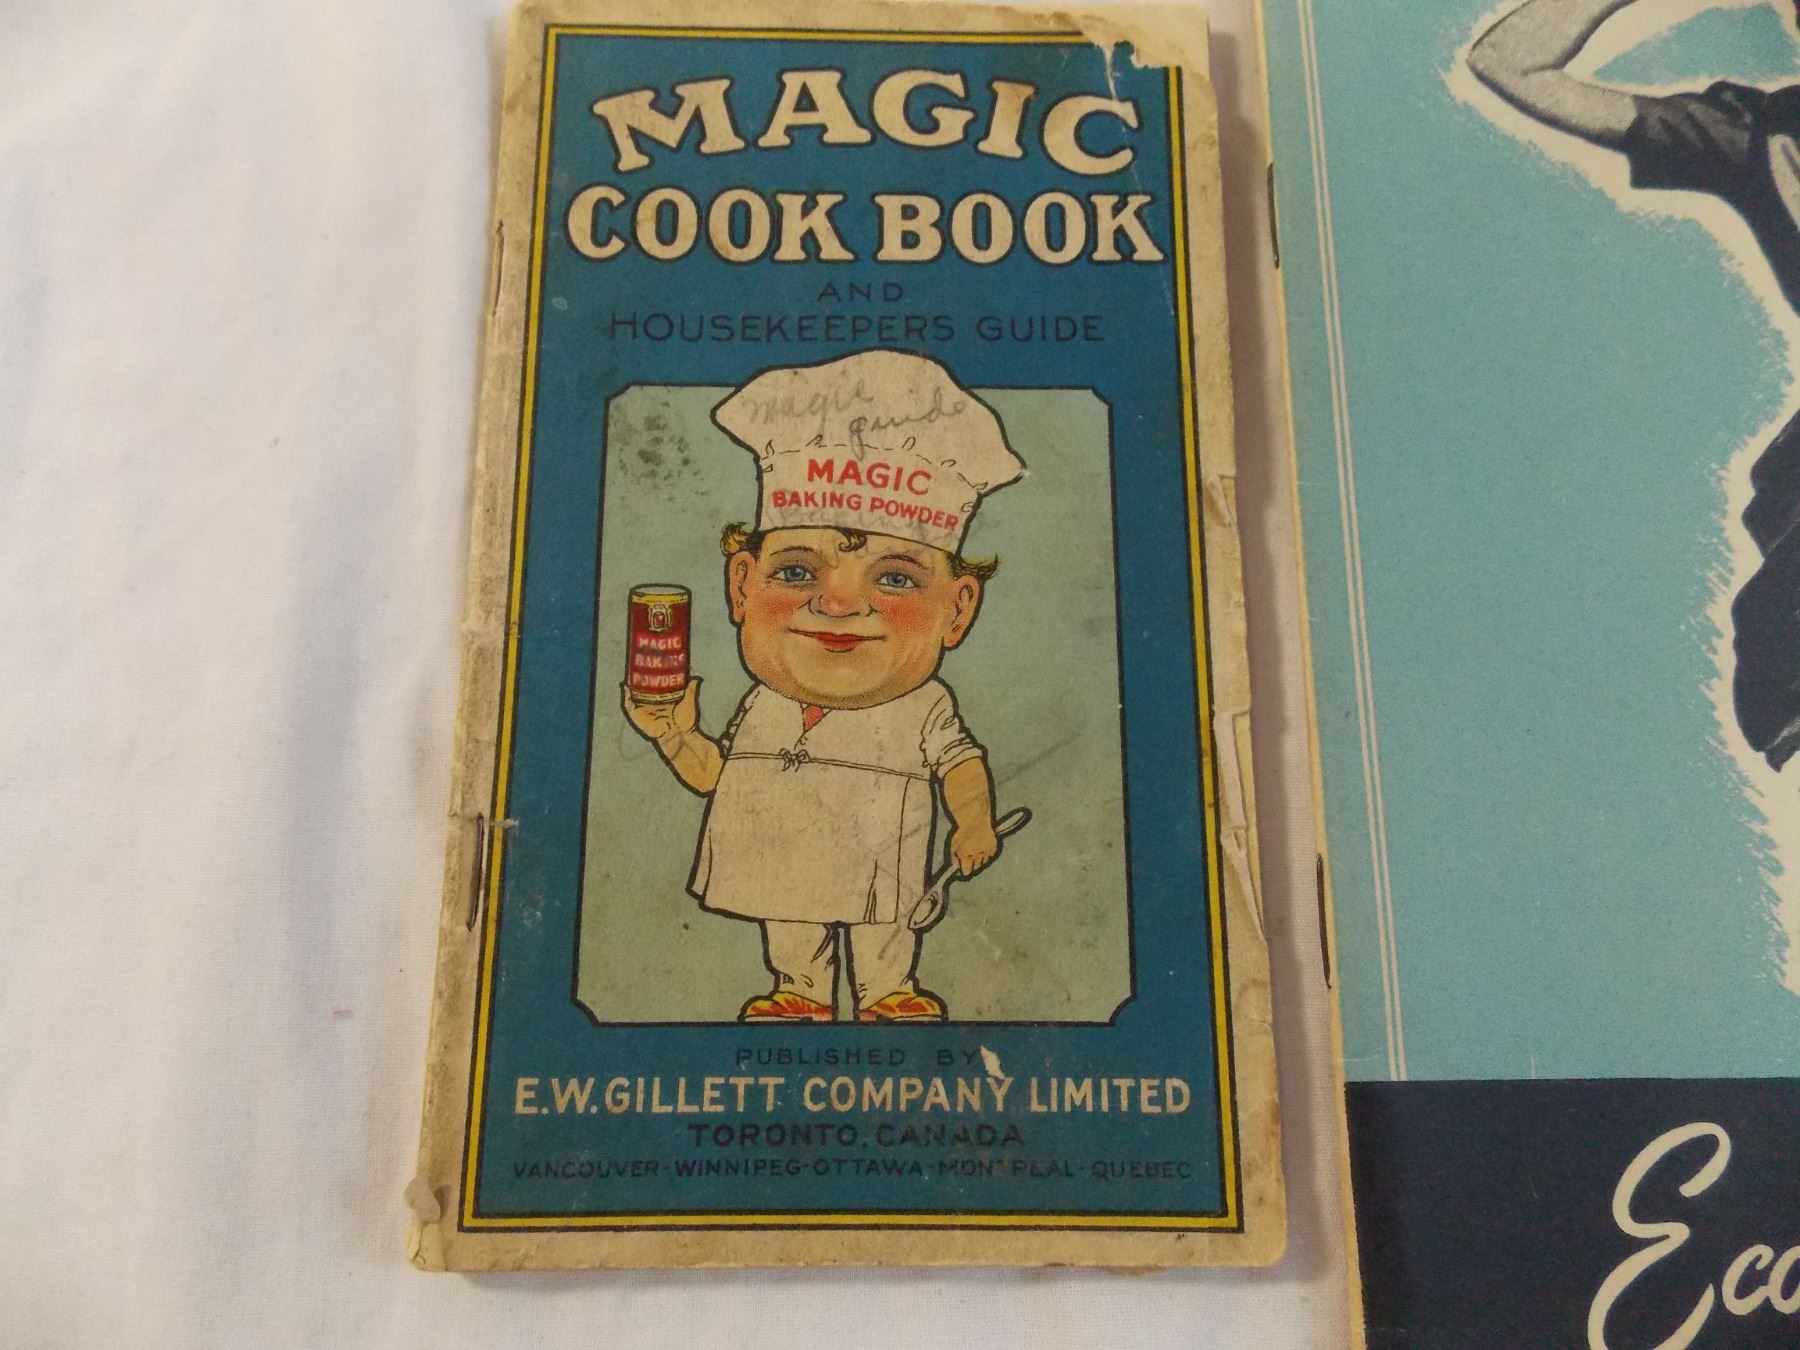 MAGIC
COOK BOOK
AND
HOUSEKEEPERS GUIDE
magic
guide
MAGIC
BAKING POWDER
MAGIC
BAKING
POWDER
PUBLISHED BY
E.W. GILLETT COMPANY LIMITED
TORONTO, CANADA
VANCOUVER-WINNIPEG-OTTAWA-MONTREAL-QUEBEC
Eco